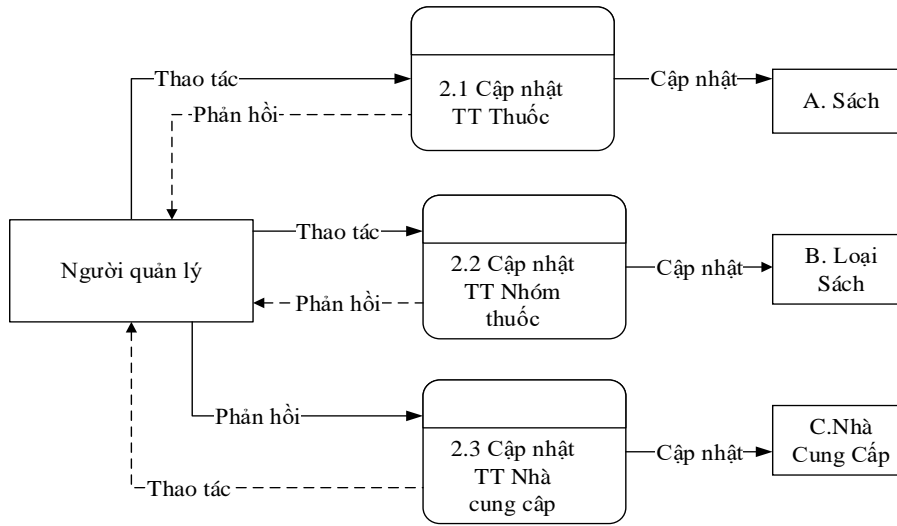 Thao tác
Phản hồi
2.1 Cập nhật
TT Thuốc
Cập nhật
A. Sách
Người quản lý
Thao tác
Phản hồi
2.2 Cập nhật
TT Nhóm
thuốc
Cập nhật
B. Loại
Sách
Phản hồi
Thao tác
2.3 Cập nhật
TT Nhà
cung câp
Cập nhật
C.Nhà
Cung Cấp